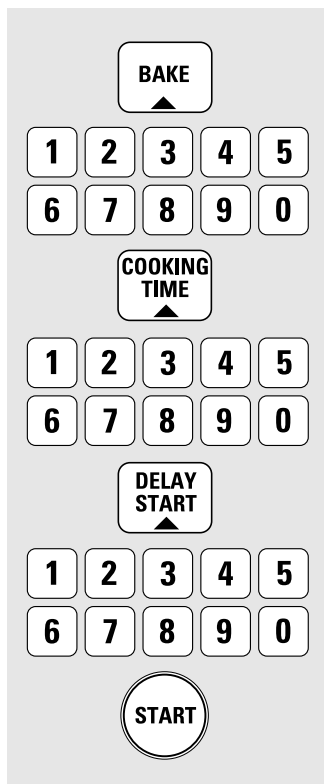 BAKE
1 2 3 4 5
6 7 8 9 0
COOKING
TIME
1 2 3 4 5
6 7 8 9 0
DELAY
START
1 2 3 4 5
6 7 8 9 0
START